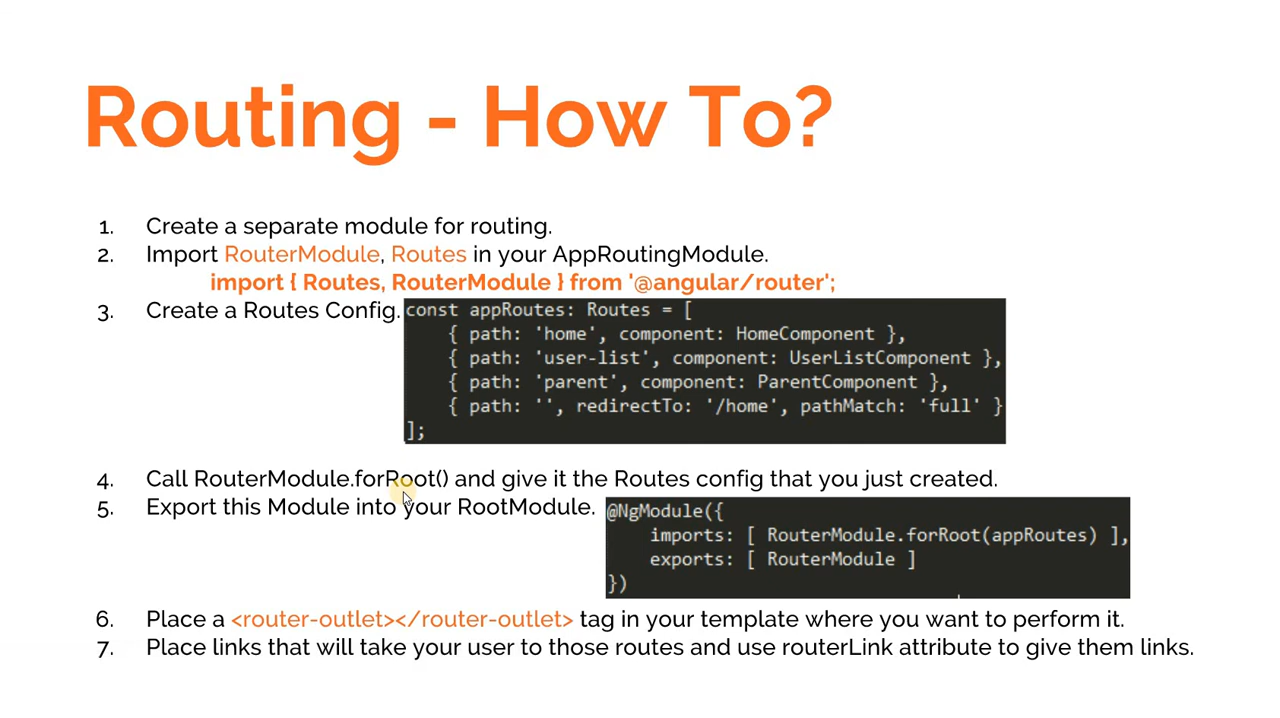 Routing - How To?
1. Create a separate module for routing.
2. Import RouterModule, Routes in your AppRoutingModule.
import { Routes, RouterModule } from '@angular/router';
3. Create a Routes Config.
const appRoutes: Routes = [
{ path: 'home', component: HomeComponent },
{ path: 'user-list', component: UserListComponent },
{ path: 'parent', component: ParentComponent },
{ path: '', redirectTo: '/home', pathMatch: 'full' }
];
4. Call RouterModule.forRoot() and give it the Routes config that you just created.
5. Export this Module into your RootModule.
@NgModule({
imports: [ RouterModule.forRoot(appRoutes) ],
exports: [ RouterModule ]
})
6. Place a <router-outlet></router-outlet> tag in your template where you want to perform it.
7. Place links that will take your user to those routes and use routerLink attribute to give them links.